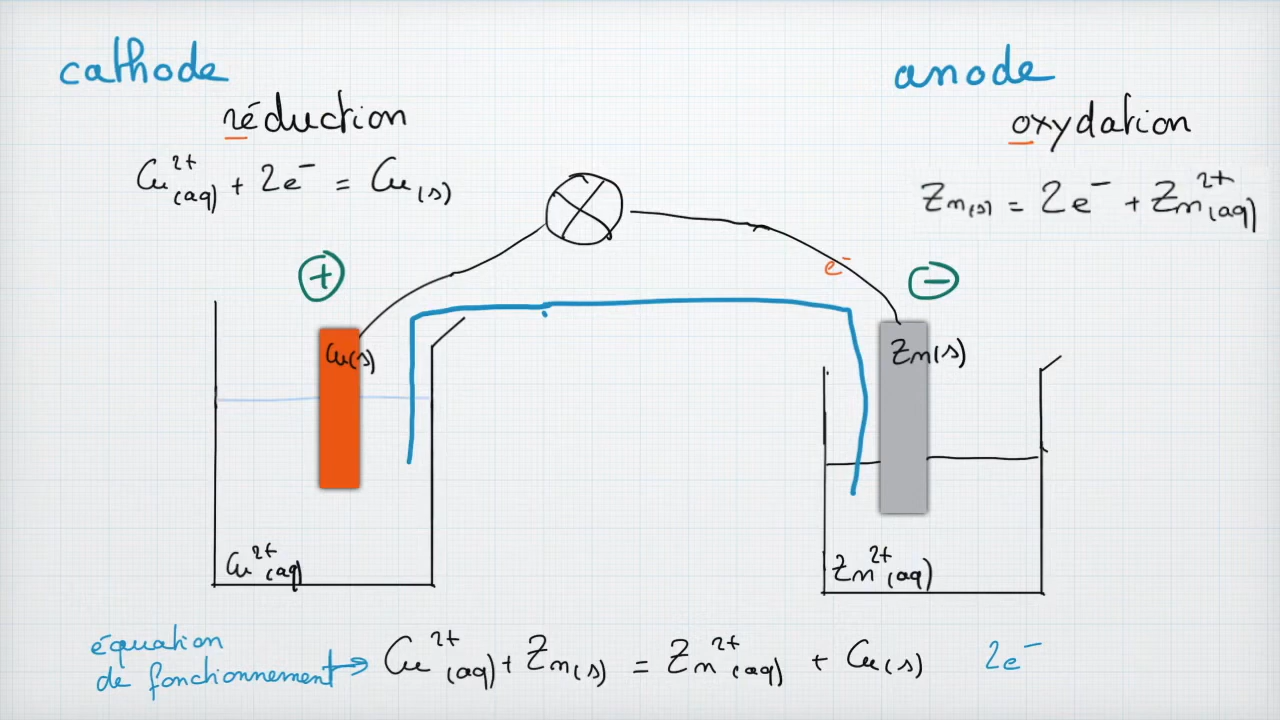 cathode
anode
réduction
oxydation
Cu²⁺(aq) + 2e⁻ = Cu(s)
Zn(s) = 2e⁻ + Zn²⁺(aq)
e⁻
+
−
Cu(s)
Zn(s)
Cu²⁺(aq)
Zn²⁺(aq)
équation
de fonctionnement → Cu²⁺(aq) + Zn(s) = Zn²⁺(aq) + Cu(s) 2e⁻